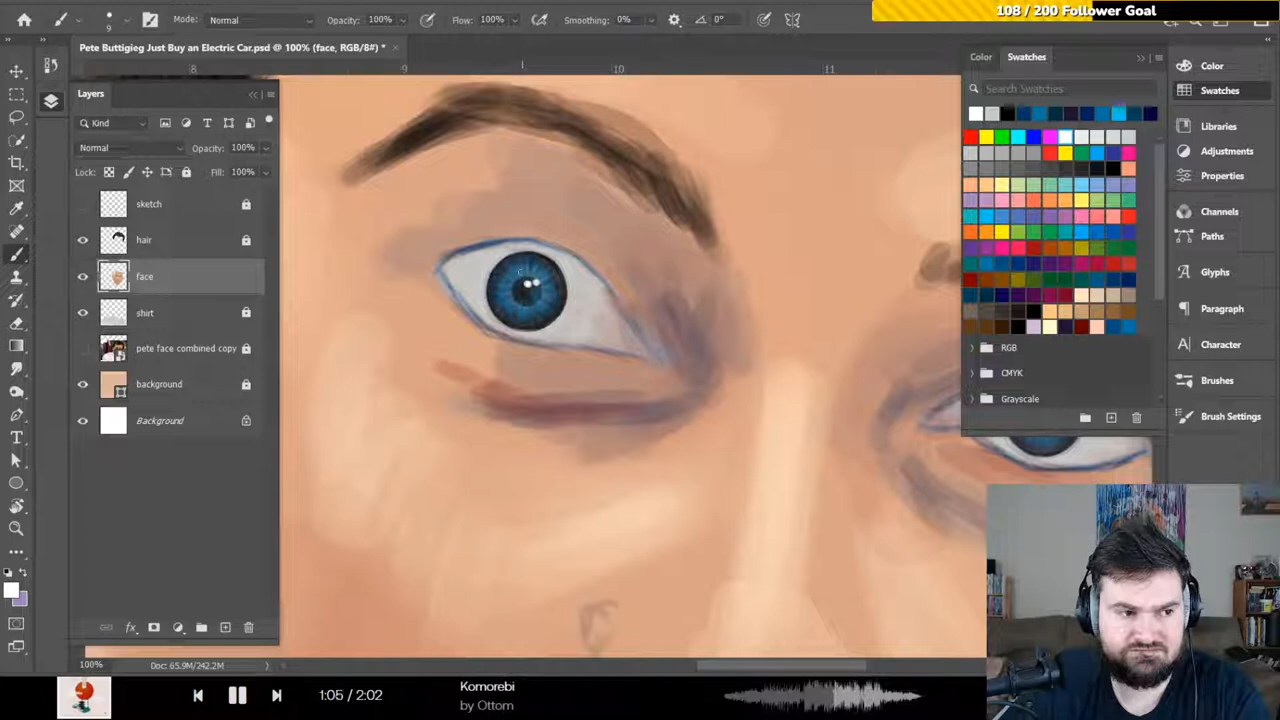 108 / 200 Follower Goal
9
Mode: Normal
Opacity: 100%
Flow: 100%
Smoothing: 0%
0°
Pete Buttigieg Just Buy an Electric Car.psd @ 100% (face, RGB/8#) *
8
9
10
11
Layers
Kind
Normal
Opacity: 100%
Lock:
Fill: 100%
sketch
hair
face
shirt
pete face combined copy
background
Background
Color
Swatches
Search Swatches
RGB
CMYK
Grayscale
Color
Swatches
Libraries
Adjustments
Properties
Channels
Paths
Glyphs
Paragraph
Character
Brushes
Brush Settings
100%
Doc: 65.9M/242.2M
1:05 / 2:02
Komorebi
by Ottom